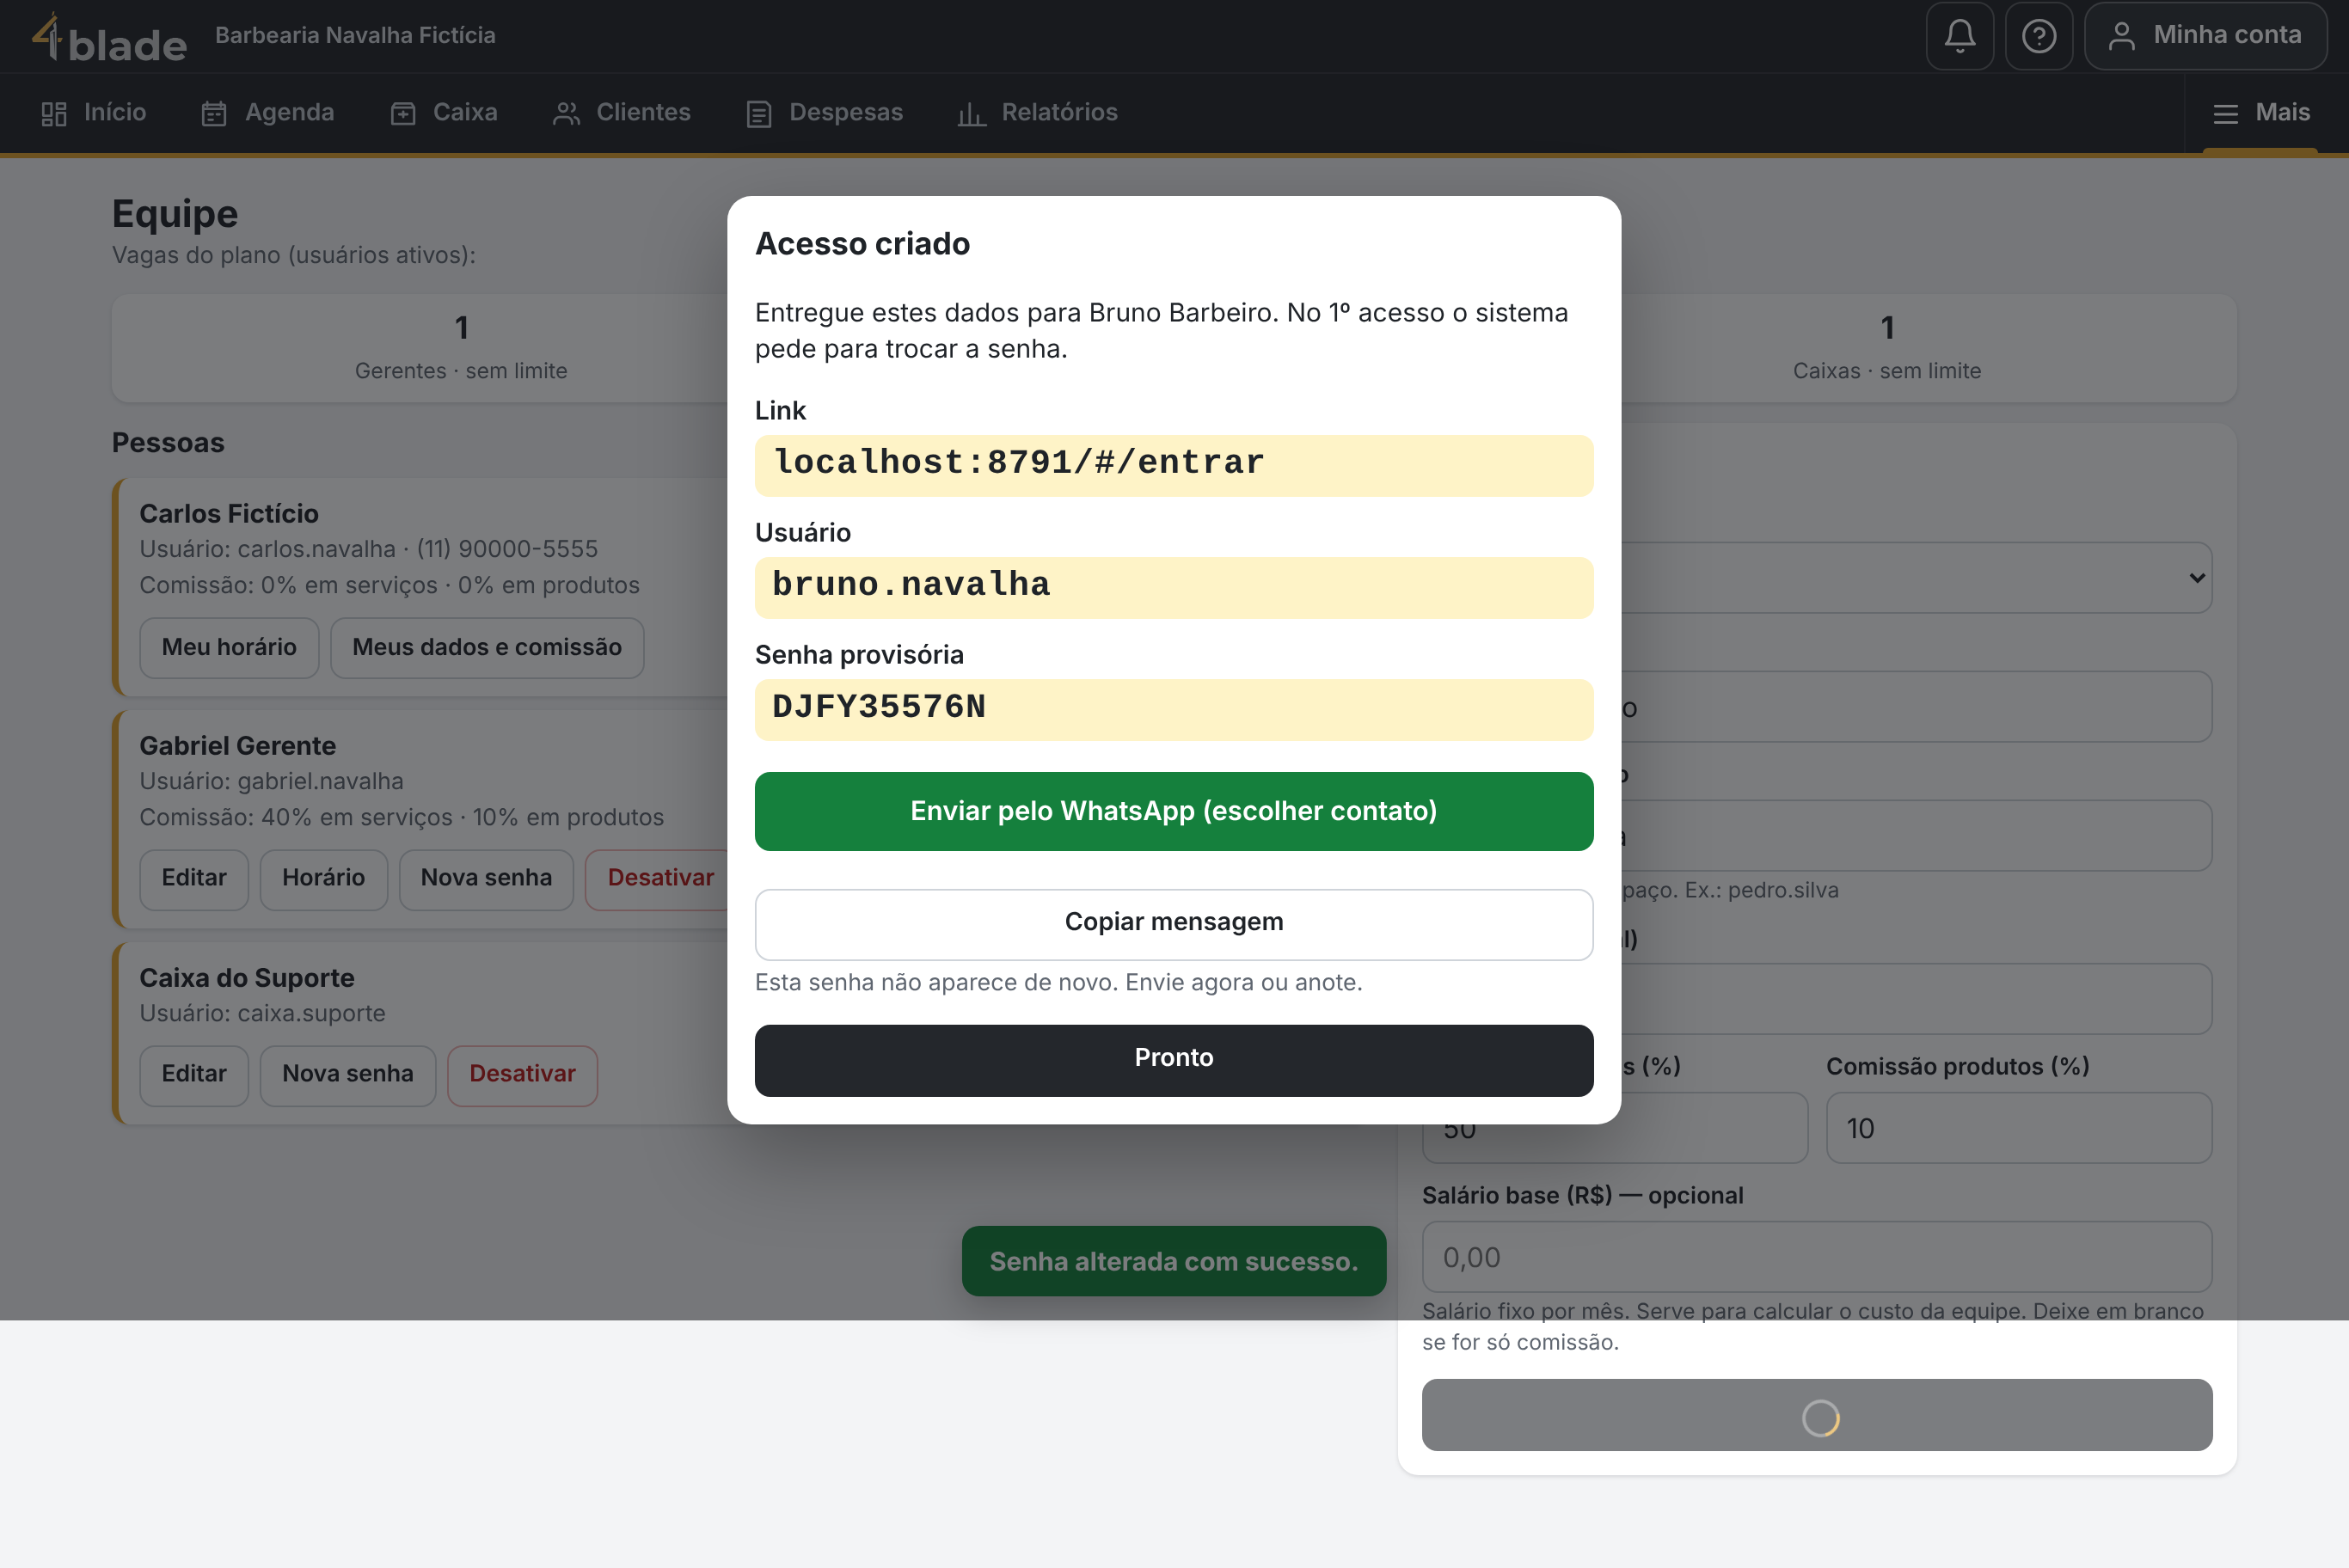 4blade
Barbearia Navalha Fictícia
Minha conta
Início
Agenda
Caixa
Clientes
Despesas
Relatórios
Mais
Equipe
Vagas do plano (usuários ativos):
1
Gerentes · sem limite
1
Caixas · sem limite
Pessoas
Carlos Fictício
Usuário: carlos.navalha · (11) 90000-5555
Comissão: 0% em serviços · 0% em produtos
Meu horário
Meus dados e comissão
Gabriel Gerente
Usuário: gabriel.navalha
Comissão: 40% em serviços · 10% em produtos
Editar
Horário
Nova senha
Desativar
Caixa do Suporte
Usuário: caixa.suporte
Editar
Nova senha
Desativar
Acesso criado
Entregue estes dados para Bruno Barbeiro. No 1º acesso o sistema
pede para trocar a senha.
Link
localhost:8791/#/entrar
Usuário
bruno.navalha
Senha provisória
DJFY35576N
Enviar pelo WhatsApp (escolher contato)
Copiar mensagem
Esta senha não aparece de novo. Envie agora ou anote.
Pronto
Ex.: pedro.silva
(%)
Comissão produtos (%)
50
10
Salário base (R$) — opcional
0,00
Salário fixo por mês. Serve para calcular o custo da equipe. Deixe em branco
se for só comissão.
Senha alterada com sucesso.